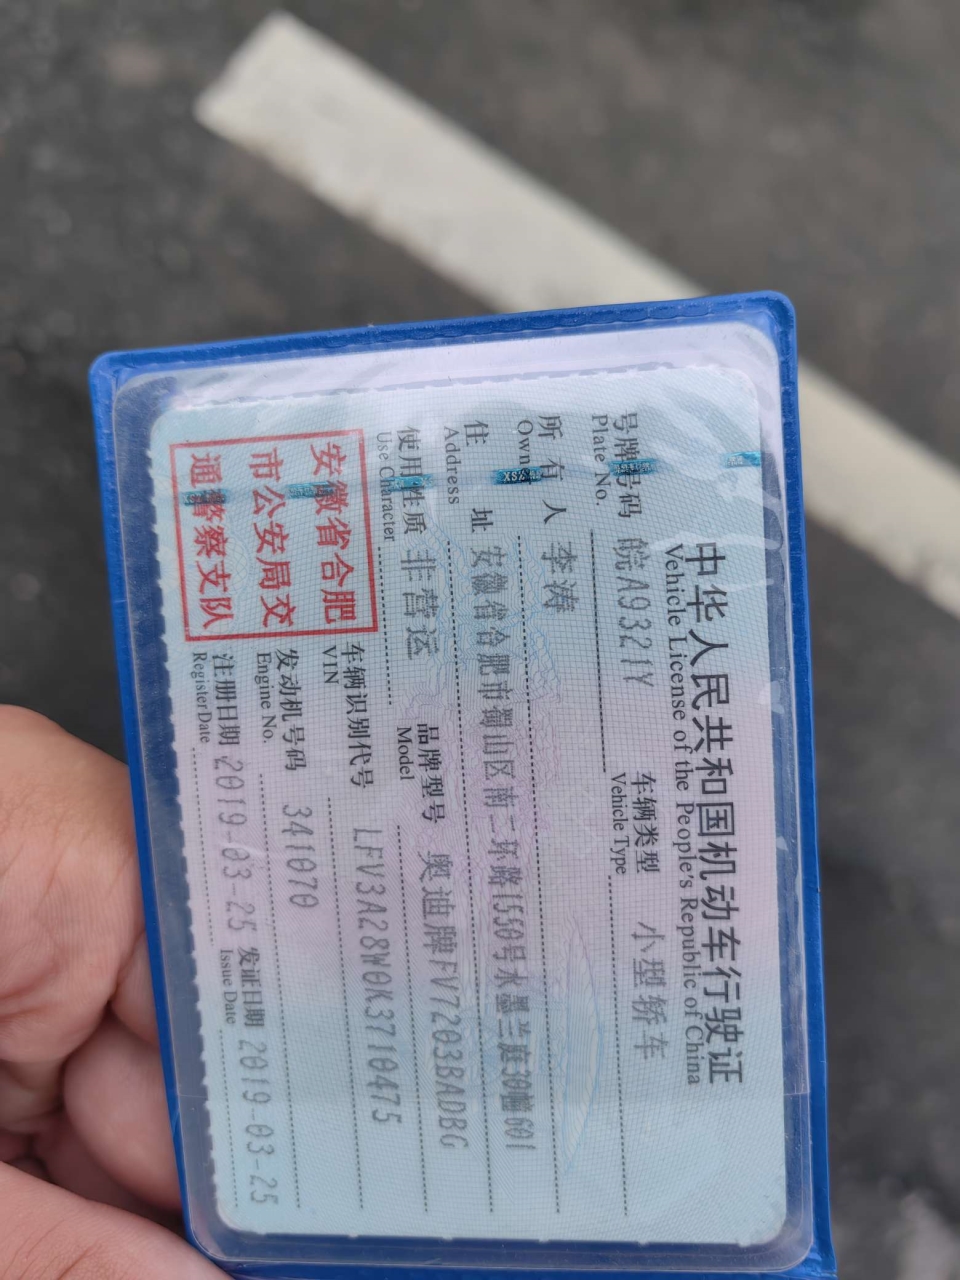 中华人民共和国机动车行驶证
Vehicle License of the People's Republic of China
号牌号码 皖A9321Y 车辆类型 小型轿车
Plate No. Vehicle Type
所有人 李涛
Owner
住址 安徽省合肥市蜀山区南二环路1550号水墨兰庭 幢601
Address
使用性质 非营运 品牌型号 奥迪牌FV7203BADBG
Use Character Model
安徽省合肥
市公安局交
通警察支队
车辆识别代号 LFV3A28W0K3710475
VIN
发动机号码 341070
Engine No.
注册日期 2019-03-25 发证日期 2019-03-25
Register Date Issue Date